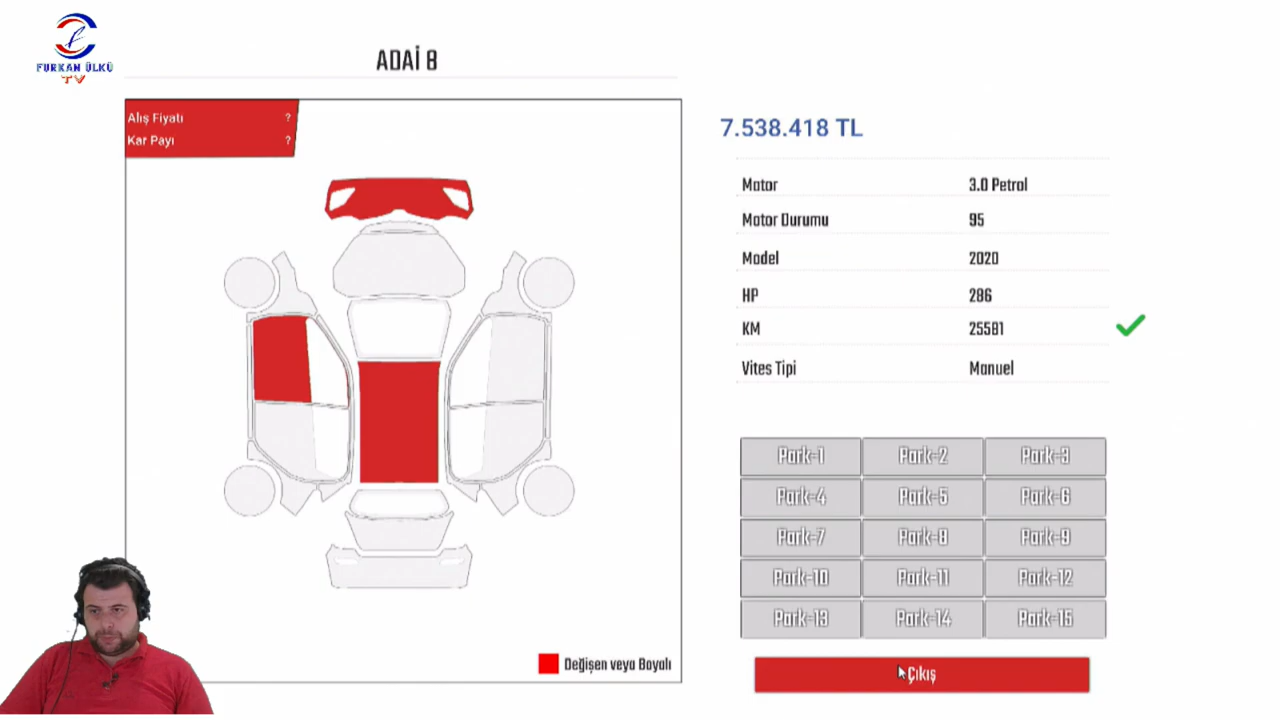 FURKAN ÜLKÜ
TV
ADAİ 8
Alış Fiyatı ?
Kar Payı ?
7.538.418 TL
Motor 3.0 Petrol
Motor Durumu 95
Model 2020
HP 286
KM 25581
Vites Tipi Manuel
Park-1 Park-2 Park-3
Park-4 Park-5 Park-6
Park-7 Park-8 Park-9
Park-10 Park-11 Park-12
Park-13 Park-14 Park-15
Değişen veya Boyalı
Çıkış